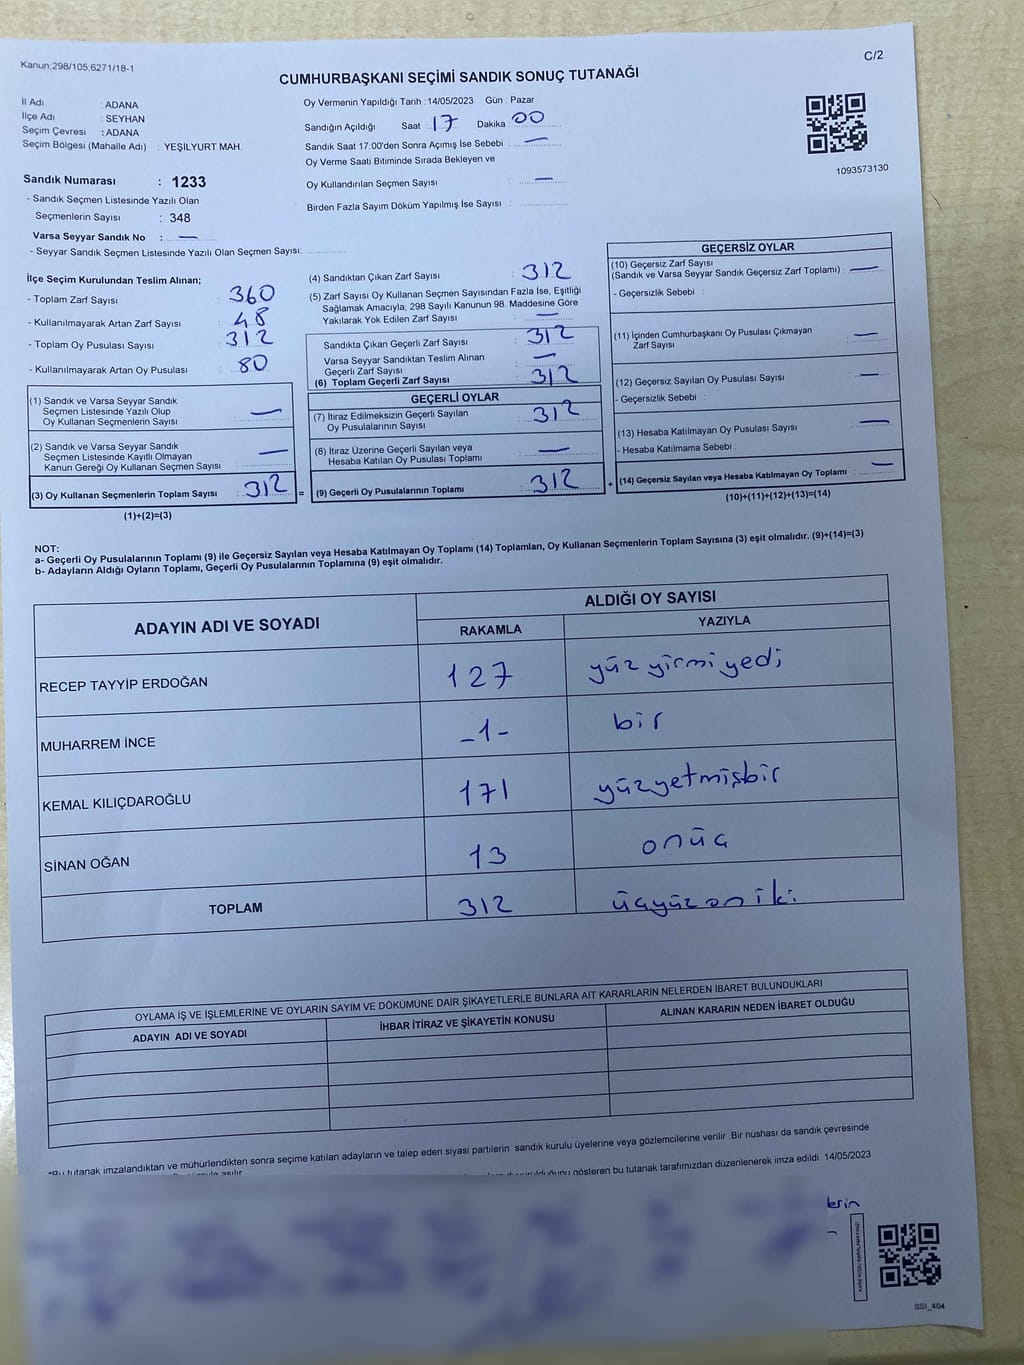 Kanun:298/105,6271/18-1
C/2
CUMHURBAŞKANI SEÇİMİ SANDIK SONUÇ TUTANAĞI
İl Adı : ADANA
İlçe Adı : SEYHAN
Seçim Çevresi : ADANA
Seçim Bölgesi (Mahalle Adı) : YEŞİLYURT MAH.
Sandık Numarası : 1233
- Sandık Seçmen Listesinde Yazılı Olan
Seçmenlerin Sayısı : 348
Varsa Seyyar Sandık No : —
- Seyyar Sandık Seçmen Listesinde Yazılı Olan Seçmen Sayısı:
Oy Vermenin Yapıldığı Tarih :14/05/2023 Gün : Pazar
Sandığın Açıldığı Saat : 17 Dakika : 00
Sandık Saat 17:00'den Sonra Açımış İse Sebebi : —
Oy Verme Saati Bitiminde Sırada Bekleyen ve
Oy Kullandırılan Seçmen Sayısı : —
Birden Fazla Sayım Döküm Yapılmış İse Sayısı :
1093573130
İlçe Seçim Kurulundan Teslim Alınan;
- Toplam Zarf Sayısı : 360
- Kullanılmayarak Artan Zarf Sayısı : 48
- Toplam Oy Pusulası Sayısı : 312
- Kullanılmayarak Artan Oy Pusulası : 80
(1) Sandık ve Varsa Seyyar Sandık
Seçmen Listesinde Yazılı Olup
Oy Kullanan Seçmenlerin Sayısı : —
(2) Sandık ve Varsa Seyyar Sandık
Seçmen Listesinde Kayıtlı Olmayan
Kanun Gereği Oy Kullanan Seçmen Sayısı : —
(3) Oy Kullanan Seçmenlerin Toplam Sayısı : 312 =
(1)+(2)=(3)
(4) Sandıktan Çıkan Zarf Sayısı : 312
(5) Zarf Sayısı Oy Kullanan Seçmen Sayısından Fazla İse, Eşitliği
Sağlamak Amacıyla, 298 Sayılı Kanunun 98. Maddesine Göre
Yakılarak Yok Edilen Zarf Sayısı : —
Sandıkta Çıkan Geçerli Zarf Sayısı : 312
Varsa Seyyar Sandıktan Teslim Alınan
Geçerli Zarf Sayısı : —
(6) Toplam Geçerli Zarf Sayısı : 312
GEÇERLİ OYLAR
(7) İtiraz Edilmeksizin Geçerli Sayılan
Oy Pusulalarının Sayısı : 312
(8) İtiraz Üzerine Geçerli Sayılan veya
Hesaba Katılan Oy Pusulası Toplamı : —
(9) Geçerli Oy Pusulalarının Toplamı : 312 +
GEÇERSİZ OYLAR
(10) Geçersiz Zarf Sayısı
(Sandık ve Varsa Seyyar Sandık Geçersiz Zarf Toplamı) : —
- Geçersizlik Sebebi :
(11) İçinden Cumhurbaşkanı Oy Pusulası Çıkmayan
Zarf Sayısı : —
(12) Geçersiz Sayılan Oy Pusulası Sayısı : —
- Geçersizlik Sebebi :
(13) Hesaba Katılmayan Oy Pusulası Sayısı : —
- Hesaba Katılmama Sebebi :
(14) Geçersiz Sayılan veya Hesaba Katılmayan Oy Toplamı : —
(10)+(11)+(12)+(13)=(14)
NOT:
a- Geçerli Oy Pusulalarının Toplamı (9) ile Geçersiz Sayılan veya Hesaba Katılmayan Oy Toplamı (14) Toplamları, Oy Kullanan Seçmenlerin Toplam Sayısına (3) eşit olmalıdır. (9)+(14)=(3)
b- Adayların Aldığı Oyların Toplamı, Geçerli Oy Pusulalarının Toplamına (9) eşit olmalıdır.
ADAYIN ADI VE SOYADI
ALDIĞI OY SAYISI
RAKAMLA YAZIYLA
RECEP TAYYİP ERDOĞAN 127 yüz yirmi yedi
MUHARREM İNCE -1- bir
KEMAL KILIÇDAROĞLU 171 yüzyetmişbir
SİNAN OĞAN 13 onüç
TOPLAM 312 üçyüz on iki
OYLAMA İŞ VE İŞLEMLERİNE VE OYLARIN SAYIM VE DÖKÜMÜNE DAİR ŞİKAYETLERLE BUNLARA AİT KARARLARIN NELERDEN İBARET BULUNDUKLARI
ADAYIN ADI VE SOYADI İHBAR İTİRAZ VE ŞİKAYETİN KONUSU ALINAN KARARIN NEDEN İBARET OLDUĞU
*Bu tutanak imzalandıktan ve mühürlendikten sonra seçime katılan adayların ve talep eden siyasi partilerin sandık kurulu üyelerine veya gözlemcilerine verilir .Bir nüshası da sandık çevresinde
gösteren bu tutanak tarafımızdan düzenlenerek imza edildi. 14/05/2023
SSI_404